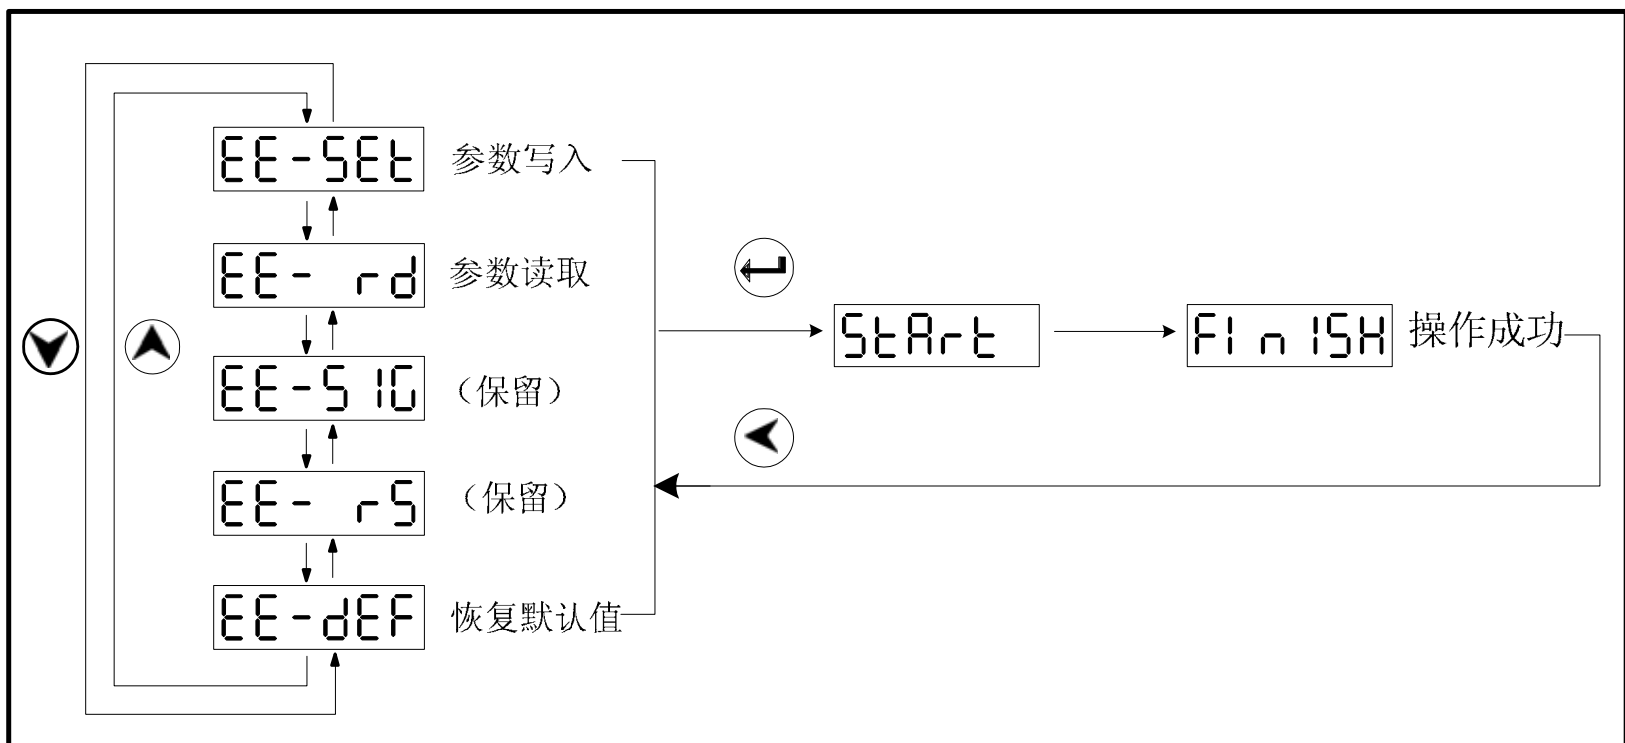 EE-SEt 参数写入
EE- rd 参数读取
EE-SIG （保留）
EE- rS （保留）
EE-dEF 恢复默认值
StArt
FInISH 操作成功